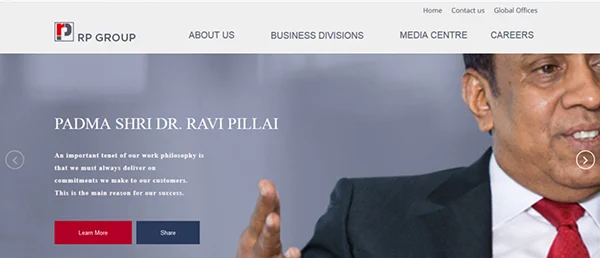 Home Contact us Global Offices
rp RP GROUP
ABOUT US BUSINESS DIVISIONS MEDIA CENTRE CAREERS
PADMA SHRI DR. RAVI PILLAI
An important tenet of our work philosophy is
that we must always deliver on
commitments we make to our customers.
This is the main reason for our success.
Learn More Share